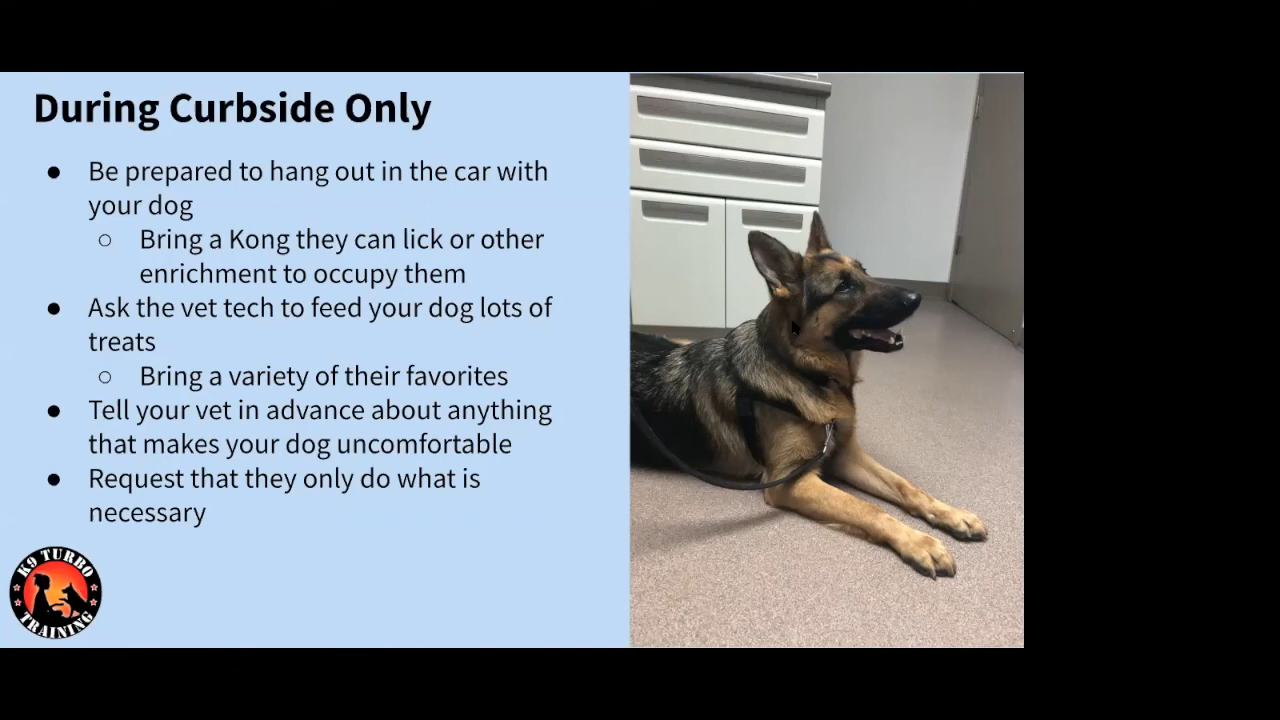 During Curbside Only
● Be prepared to hang out in the car with
your dog
○ Bring a Kong they can lick or other
enrichment to occupy them
● Ask the vet tech to feed your dog lots of
treats
○ Bring a variety of their favorites
● Tell your vet in advance about anything
that makes your dog uncomfortable
● Request that they only do what is
necessary
K9 TURBO
TRAINING